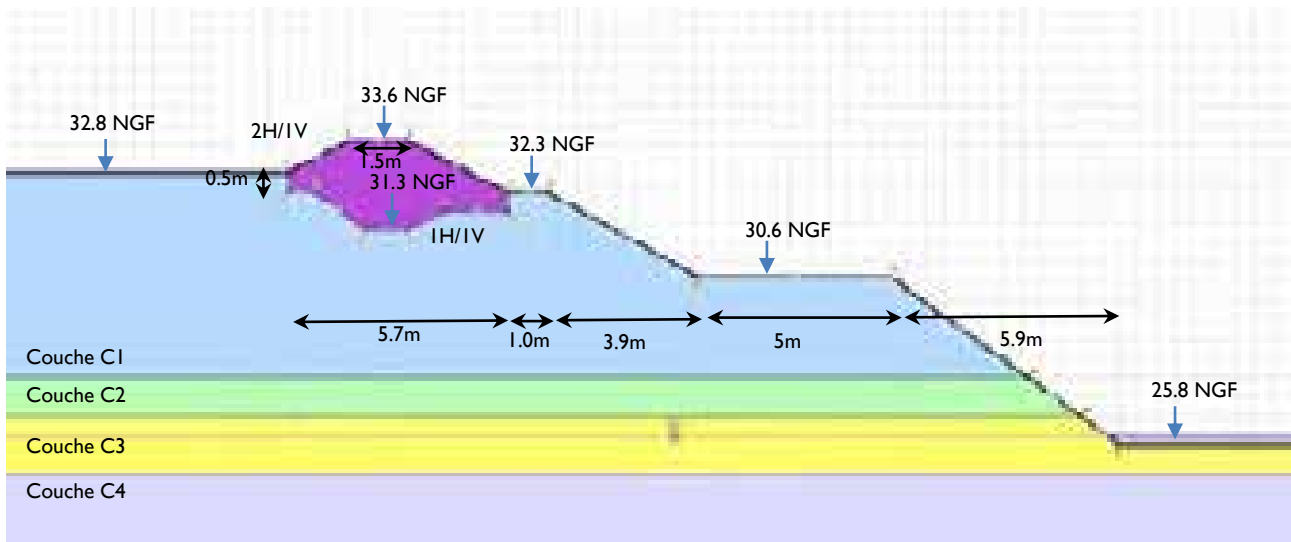 33.6 NGF
32.8 NGF
2H/1V
32.3 NGF
1.5m
0.5m
31.3 NGF
1H/1V
30.6 NGF
5.7m
1.0m
3.9m
5m
5.9m
Couche C1
Couche C2
25.8 NGF
Couche C3
Couche C4